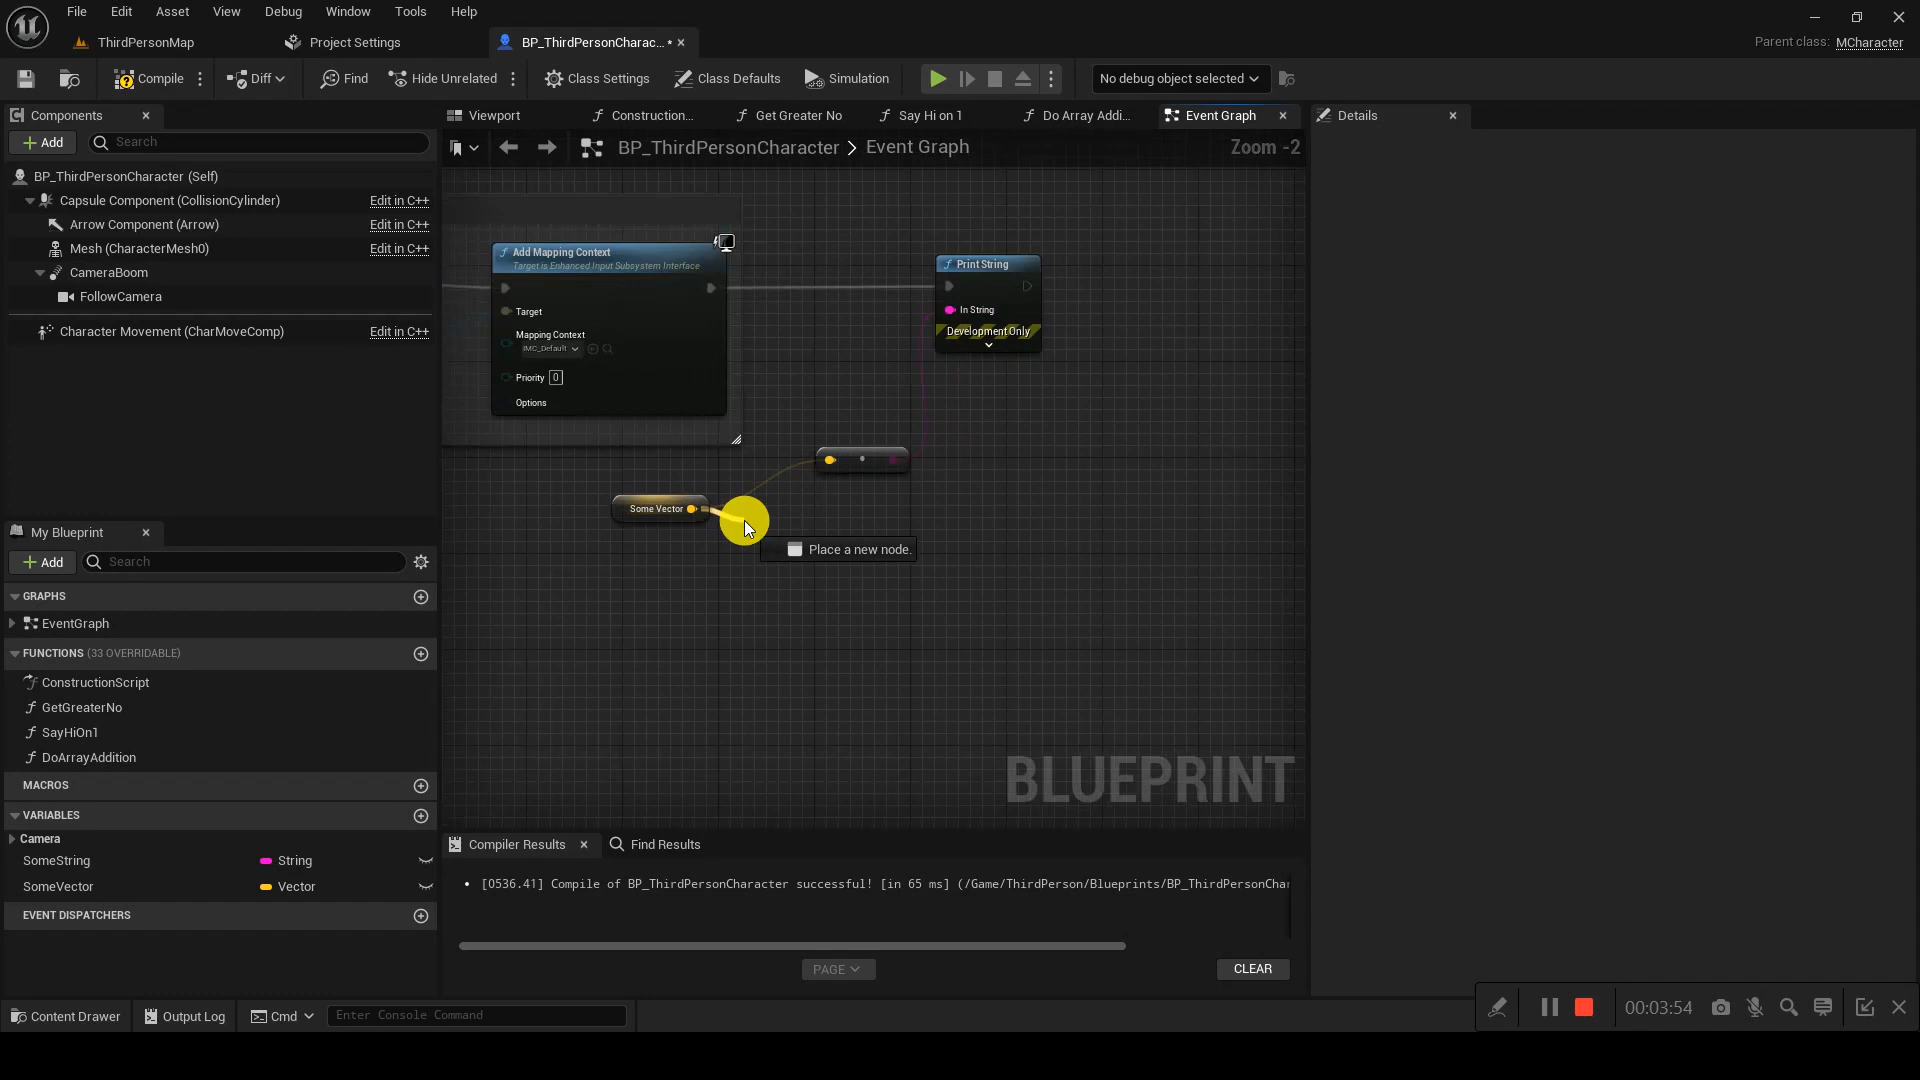 File Edit View Asset Debug Window Tools Help
ThirdPersonMap
Project Settings
BP_ThirdPersonCharac... •
Parent class: MCharacter
Compile
Diff
Find
Hide Unrelated
Class Settings
Class Defaults
Simulation
No debug object selected
Components
Add
Search
BP_ThirdPersonCharacter (Self)
Capsule Component (CollisionCylinder) Edit in C++
Arrow Component (Arrow) Edit in C++
Mesh (CharacterMesh0) Edit in C++
CameraBoom
FollowCamera
Character Movement (CharMoveComp) Edit in C++
My Blueprint
Add
Search
GRAPHS
EventGraph
FUNCTIONS (33 OVERRIDABLE)
ConstructionScript
GetGreaterNo
SayHiOn1
DoArrayAddition
MACROS
VARIABLES
Camera
SomeString String
SomeVector Vector
EVENT DISPATCHERS
Viewport
Construction...
Get Greater No
Say Hi on 1
Do Array Addi...
Event Graph
BP_ThirdPersonCharacter > Event Graph
Zoom -2
Add Mapping Context
Target is Enhanced Input Subsystem Interface
Target
Mapping Context
IMC_Default
Priority 0
Options
Print String
In String
Development Only
Some Vector
Place a new node.
BLUEPRINT
Compiler Results
Find Results
• [0536.41] Compile of BP_ThirdPersonCharacter successful! [in 65 ms] (/Game/ThirdPerson/Blueprints/BP_ThirdPersonChar
PAGE
CLEAR
Details
Content Drawer
Output Log
Cmd
Enter Console Command
00:03:54